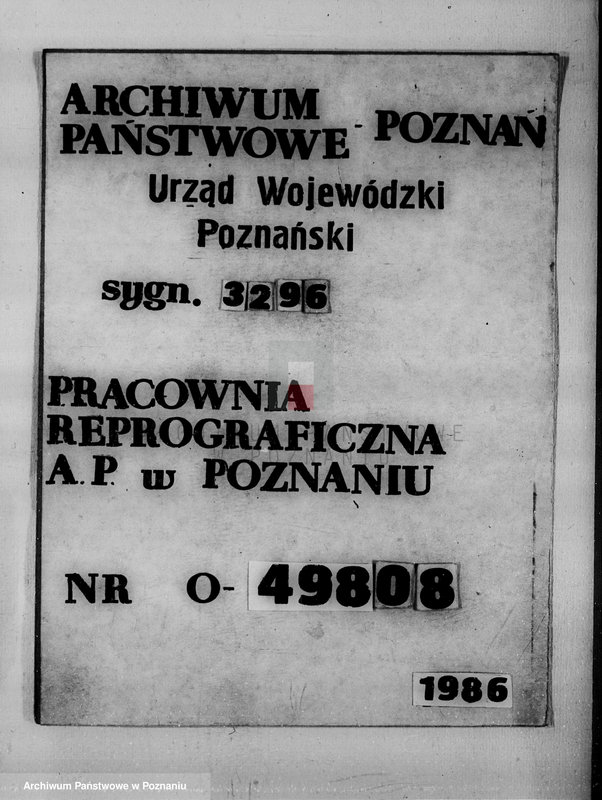 ARCHIWUM
PAŃSTWOWE - POZNAŃ
Urząd Wojewódzki
Poznański
sygn. 3296
PRACOWNIA
REPROGRAFICZNA
A.P. w POZNANIU
NR O-49808
1986
Archiwum Państwowe w Poznaniu